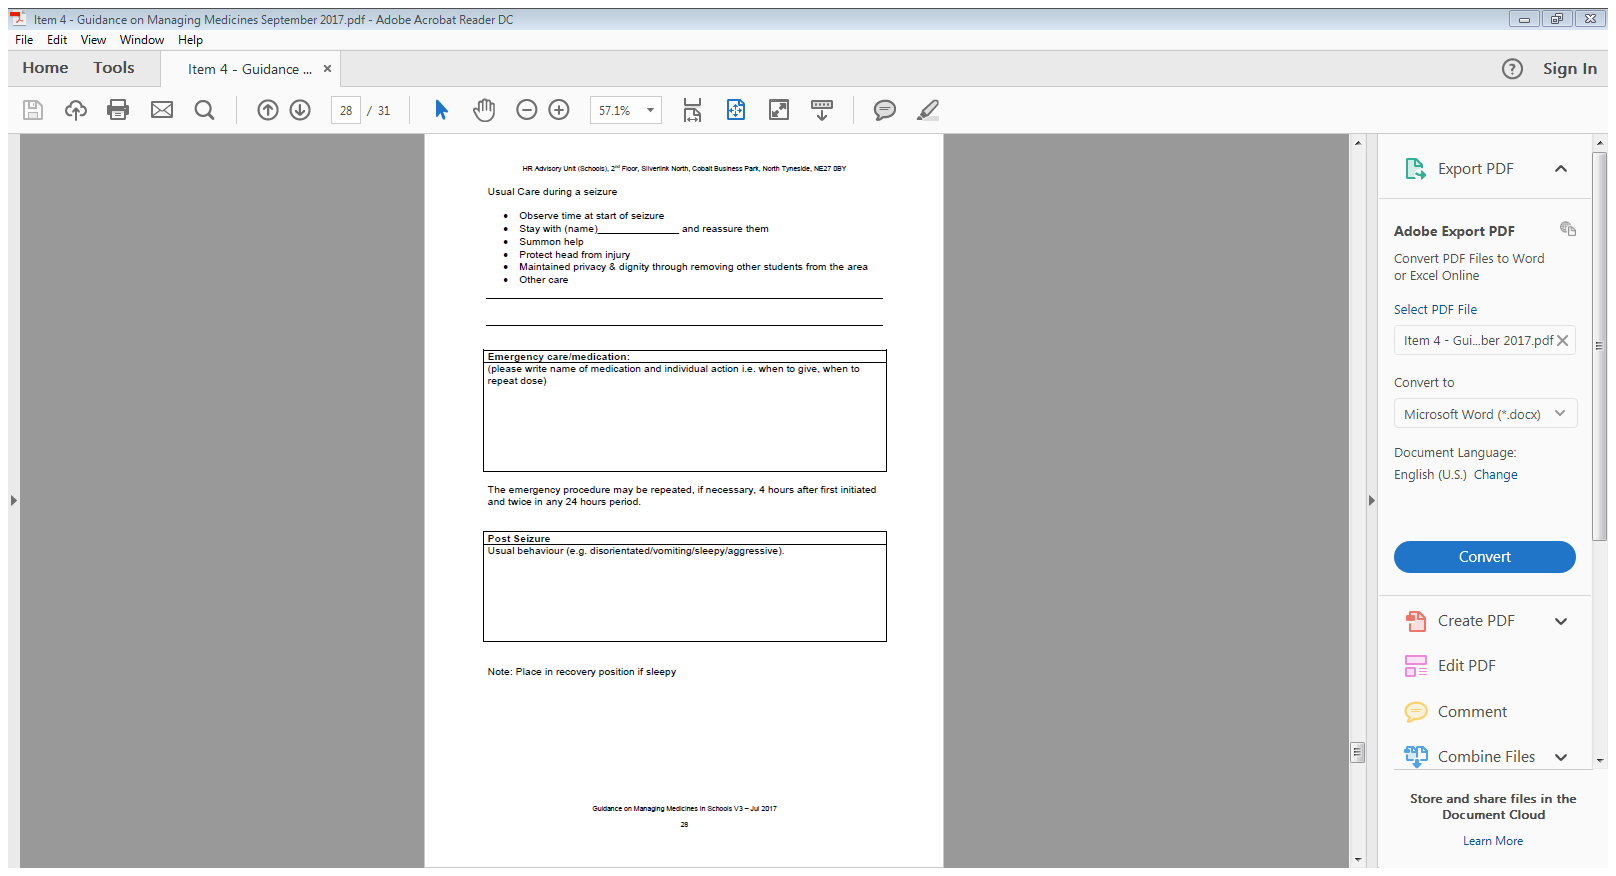 Item 4 - Guidance on Managing Medicines September 2017.pdf - Adobe Acrobat Reader DC
File Edit View Window Help
Home Tools Item 4 - Guidance ... × Sign In
28 / 31 57.1%
HR Advisory Unit (Schools), 2nd Floor, Silverlink North, Cobalt Business Park, North Tyneside, NE27 0BY
Usual Care during a seizure
• Observe time at start of seizure
• Stay with (name)_______________ and reassure them
• Summon help
• Protect head from injury
• Maintained privacy & dignity through removing other students from the area
• Other care
Emergency care/medication:
(please write name of medication and individual action i.e. when to give, when to
repeat dose)
The emergency procedure may be repeated, if necessary, 4 hours after first initiated
and twice in any 24 hours period.
Post Seizure
Usual behaviour (e.g. disorientated/vomiting/sleepy/aggressive).
Note: Place in recovery position if sleepy
Guidance on Managing Medicines in Schools V3 – Jul 2017
28
Export PDF
Adobe Export PDF
Convert PDF Files to Word
or Excel Online
Select PDF File
Item 4 - Gui...ber 2017.pdf
Convert to
Microsoft Word (*.docx)
Document Language:
English (U.S.) Change
Convert
Create PDF
Edit PDF
Comment
Combine Files
Store and share files in the
Document Cloud
Learn More